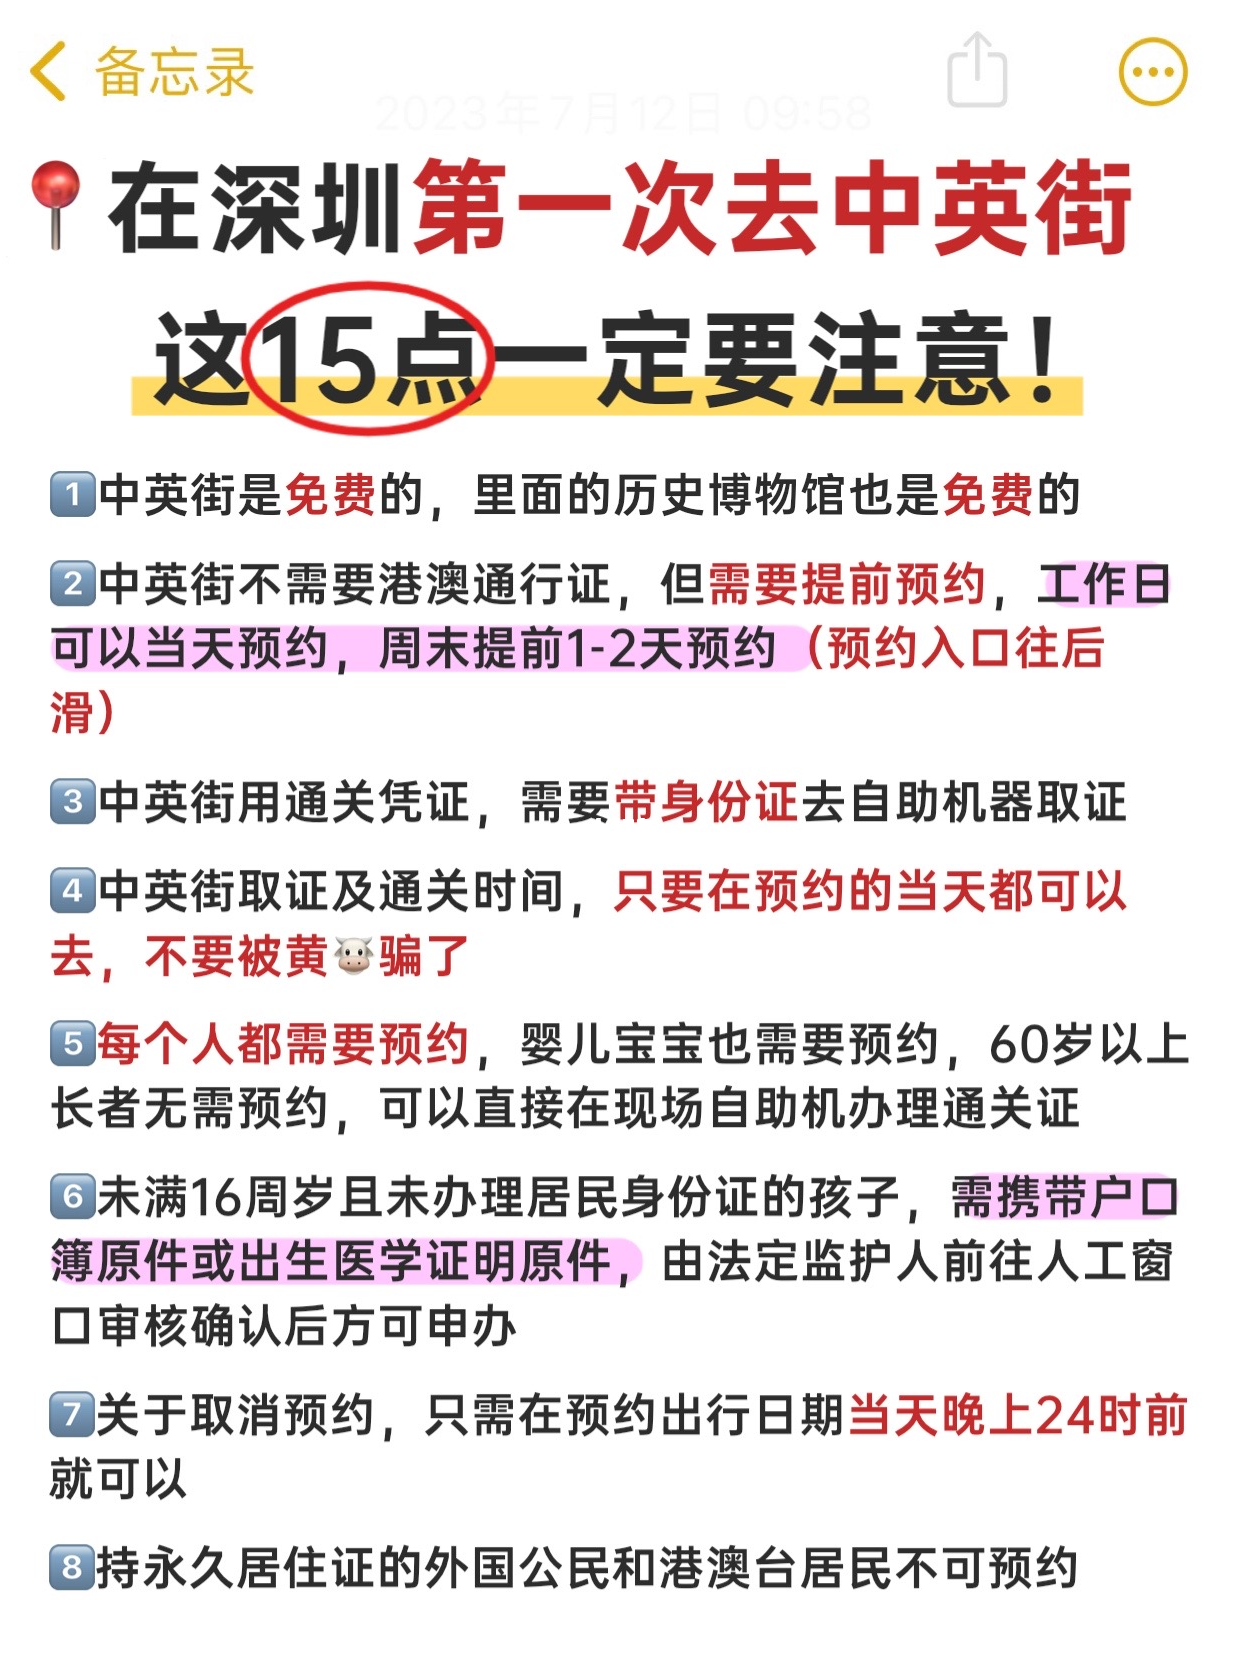 备忘录
2023年7月12日 09:58
📍在深圳第一次去中英街
这15点一定要注意！
1️⃣中英街是免费的，里面的历史博物馆也是免费的
2️⃣中英街不需要港澳通行证，但需要提前预约，工作日
可以当天预约，周末提前1-2天预约（预约入口往后
滑）
3️⃣中英街用通关凭证，需要带身份证去自助机器取证
4️⃣中英街取证及通关时间，只要在预约的当天都可以
去，不要被黄🐮骗了
5️⃣每个人都需要预约，婴儿宝宝也需要预约，60岁以上
长者无需预约，可以直接在现场自助机办理通关证
6️⃣未满16周岁且未办理居民身份证的孩子，需携带户口
簿原件或出生医学证明原件，由法定监护人前往人工窗
口审核确认后方可申办
7️⃣关于取消预约，只需在预约出行日期当天晚上24时前
就可以
8️⃣持永久居住证的外国公民和港澳台居民不可预约